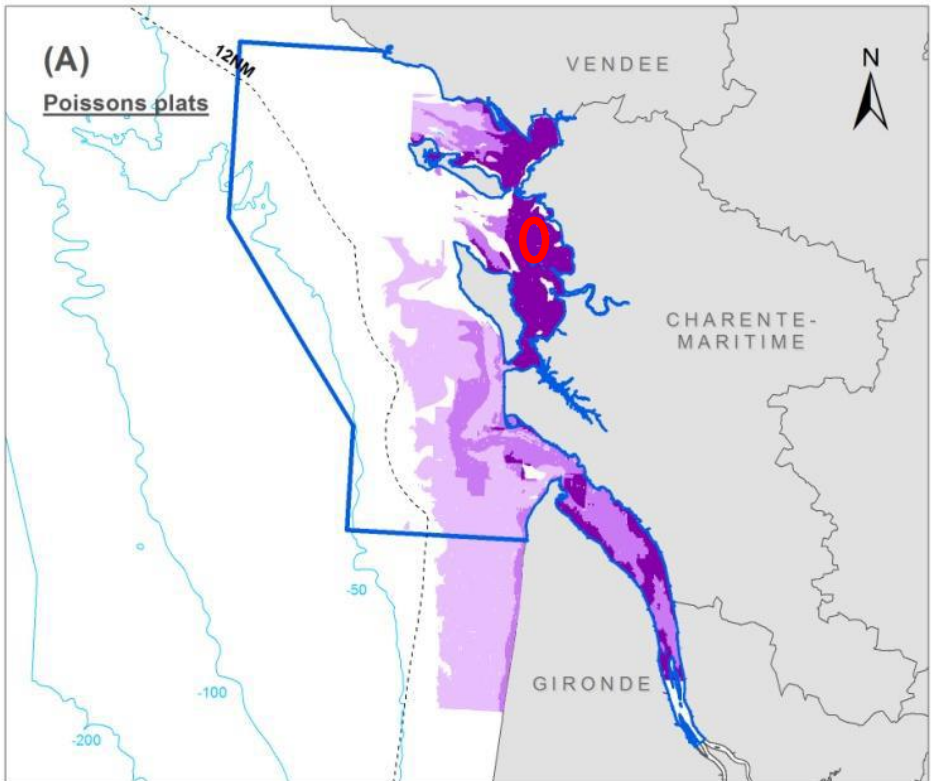 (A)
Poissons plats
12NM
VENDEE
N
CHARENTE-
MARITIME
-50
GIRONDE
-100
-200